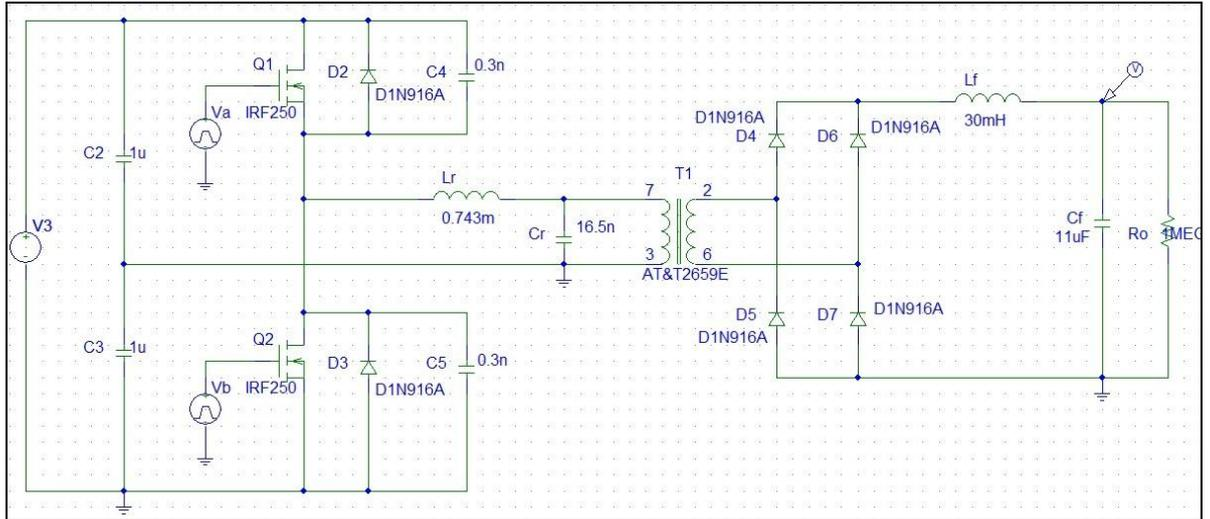 Q1
D2
C4
0.3n
D1N916A
Va
IRF250
C2
1u
V3
+
-
Lr
0.743m
Cr
16.5n
T1
7
2
3
6
AT&T2659E
D1N916A
D4
D6
D1N916A
Lf
30mH
V
Cf
11uF
Ro
1MEG
Q2
D3
C5
0.3n
D1N916A
C3
1u
Vb
IRF250
D5
D1N916A
D7
D1N916A